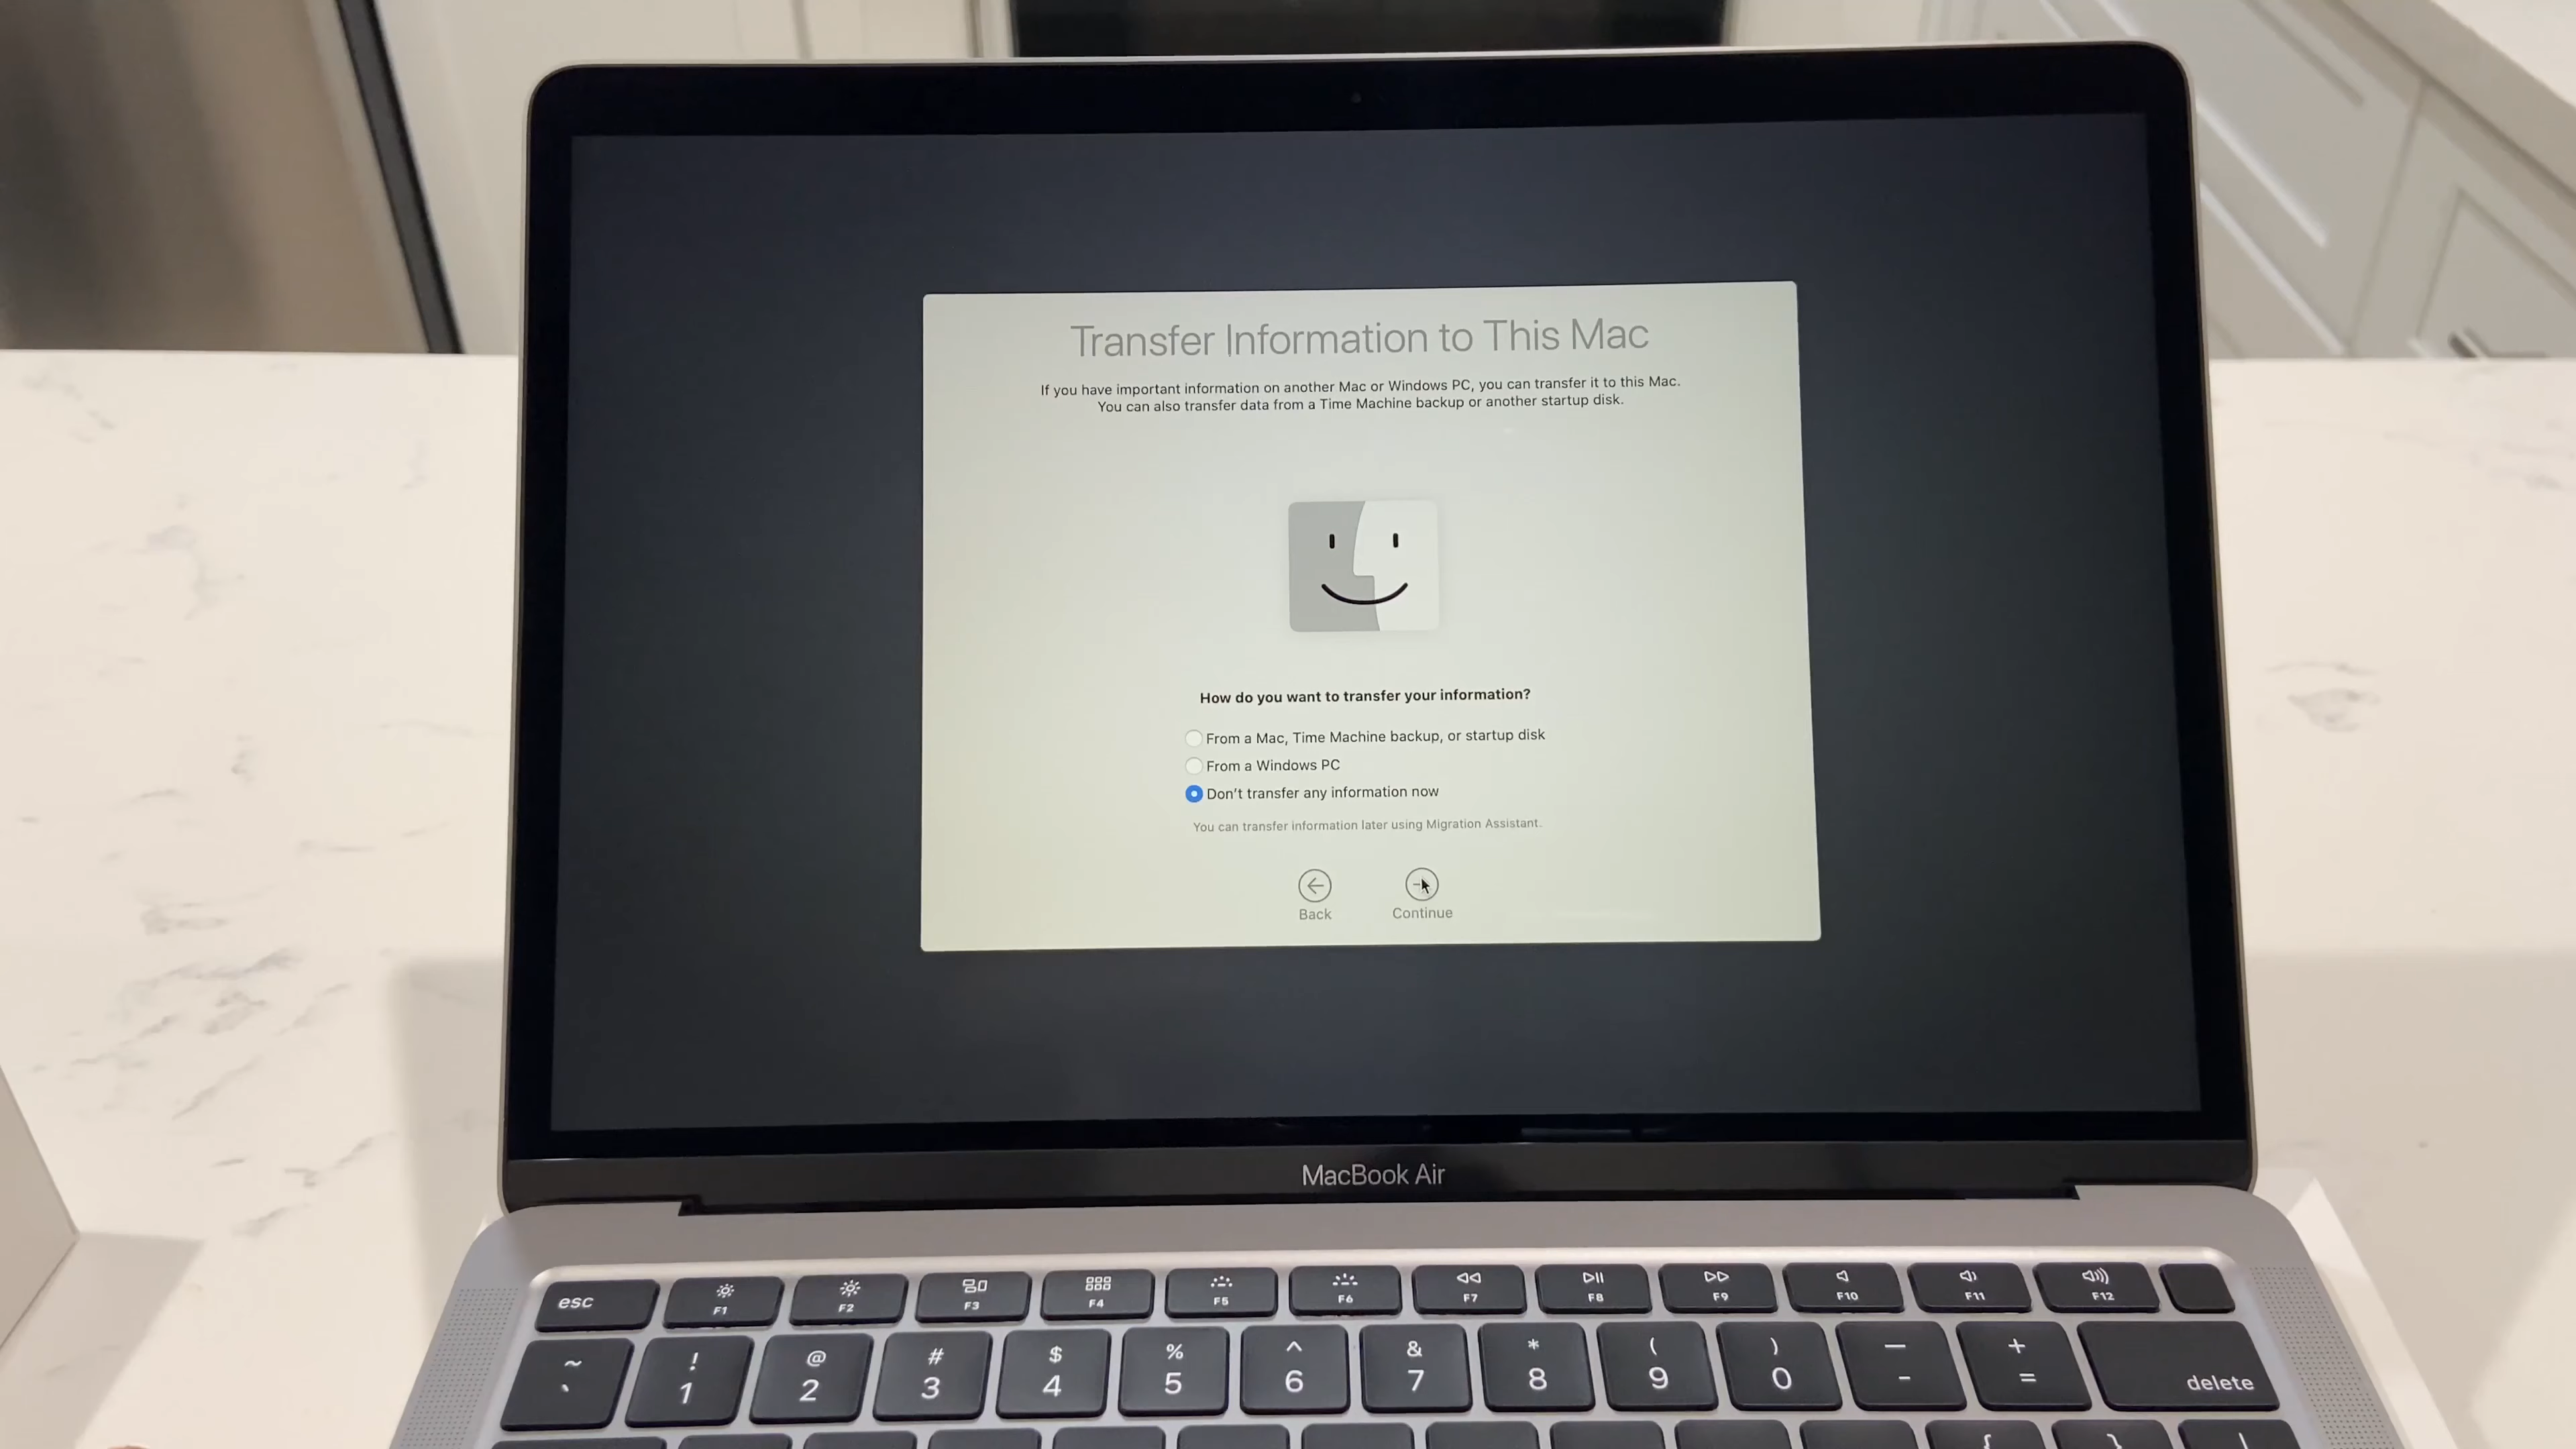 Transfer Information to This Mac
If you have important information on another Mac or Windows PC, you can transfer it to this Mac.
You can also transfer data from a Time Machine backup or another startup disk.
How do you want to transfer your information?
From a Mac, Time Machine backup, or startup disk
From a Windows PC
Don't transfer any information now
You can transfer information later using Migration Assistant.
Back Continue
MacBook Air
esc F1 F2 F3 F4 F5 F6 F7 F8 F9 F10 F11 F12
~ ! @ # $ % ^ & * ( ) — +
` 1 2 3 4 5 6 7 8 9 0 - = delete
{ } |